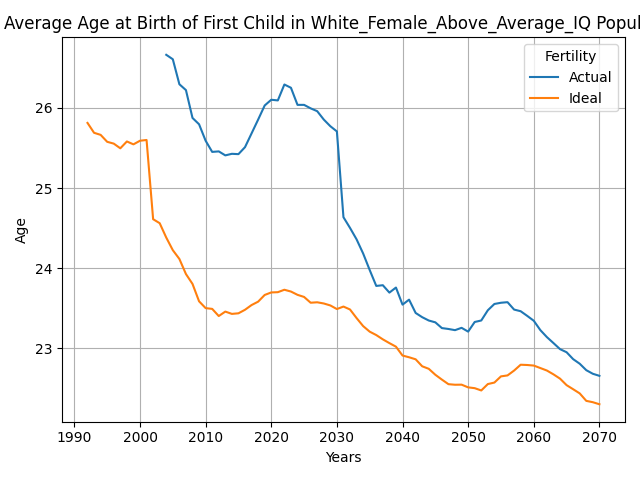 Average Age at Birth of First Child in White_Female_Above_Average_IQ Popul
Fertility
Actual
Ideal
Age
26
25
24
23
1990 2000 2010 2020 2030 2040 2050 2060 2070
Years